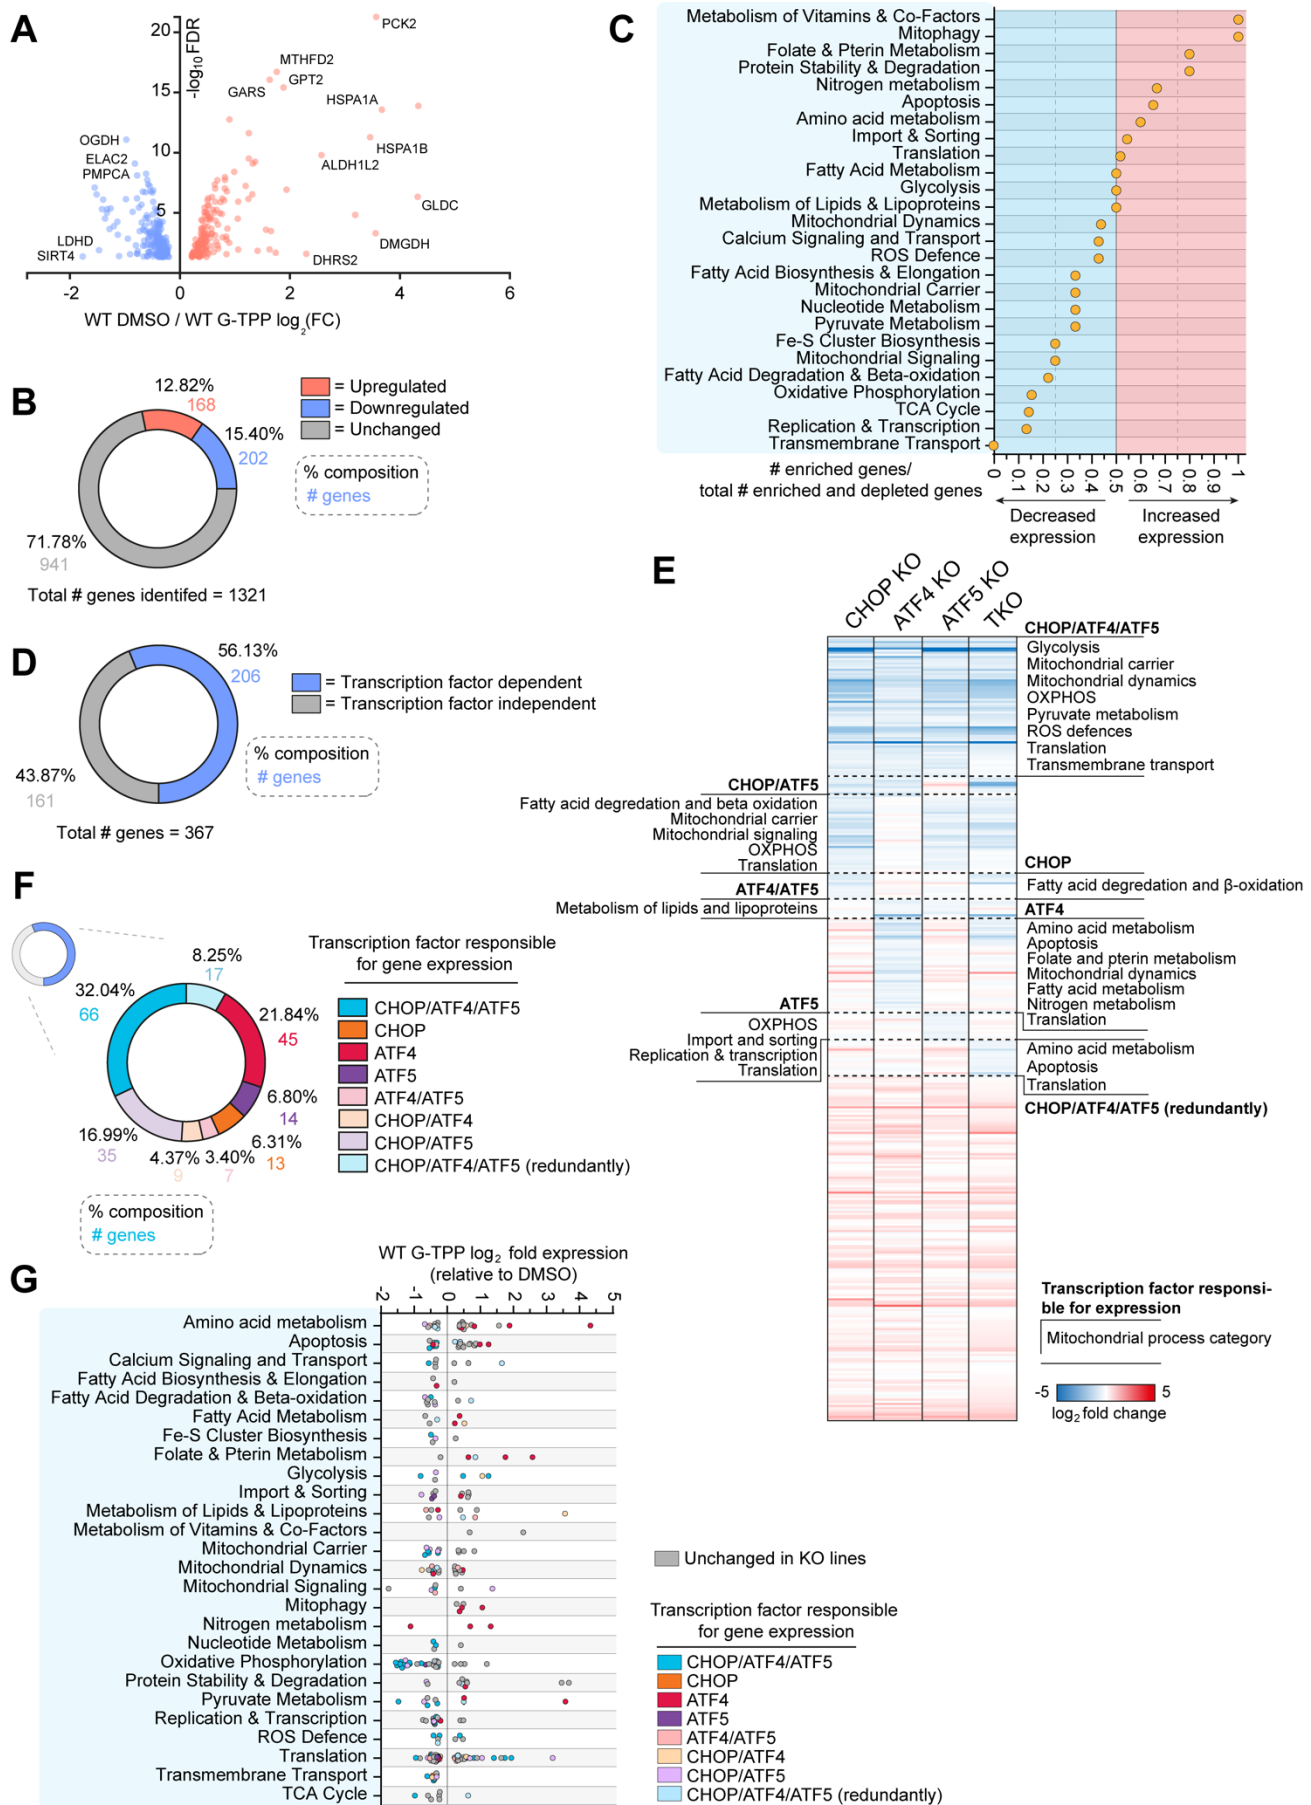 A
-log10FDR
20
15
10
5
PCK2
MTHFD2
GPT2
GARS
HSPA1A
HSPA1B
ALDH1L2
OGDH
ELAC2
PMPCA
GLDC
DMGDH
DHRS2
LDHD
SIRT4
-2
0
2
4
6
WT DMSO / WT G-TPP log2(FC)
B
12.82%
168
15.40%
202
71.78%
941
= Upregulated
= Downregulated
= Unchanged
% composition
# genes
Total # genes identifed = 1321
C
Metabolism of Vitamins & Co-Factors
Mitophagy
Folate & Pterin Metabolism
Protein Stability & Degradation
Nitrogen metabolism
Apoptosis
Amino acid metabolism
Import & Sorting
Translation
Fatty Acid Metabolism
Glycolysis
Metabolism of Lipids & Lipoproteins
Mitochondrial Dynamics
Calcium Signaling and Transport
ROS Defence
Fatty Acid Biosynthesis & Elongation
Mitochondrial Carrier
Nucleotide Metabolism
Pyruvate Metabolism
Fe-S Cluster Biosynthesis
Mitochondrial Signaling
Fatty Acid Degradation & Beta-oxidation
Oxidative Phosphorylation
TCA Cycle
Replication & Transcription
Transmembrane Transport
# enriched genes/
total # enriched and depleted genes
0
0.1
0.2
0.3
0.4
0.5
0.6
0.7
0.8
0.9
1
Decreased
expression
Increased
expression
D
56.13%
206
43.87%
161
= Transcription factor dependent
= Transcription factor independent
% composition
# genes
Total # genes = 367
E
CHOP KO
ATF4 KO
ATF5 KO
TKO
CHOP/ATF4/ATF5
Glycolysis
Mitochondrial carrier
Mitochondrial dynamics
OXPHOS
Pyruvate metabolism
ROS defences
Translation
Transmembrane transport
CHOP/ATF5
Fatty acid degredation and beta oxidation
Mitochondrial carrier
Mitochondrial signaling
OXPHOS
Translation
CHOP
Fatty acid degredation and β-oxidation
ATF4/ATF5
Metabolism of lipids and lipoproteins
ATF4
Amino acid metabolism
Apoptosis
Folate and pterin metabolism
Mitochondrial dynamics
Fatty acid metabolism
Nitrogen metabolism
Translation
ATF5
OXPHOS
Import and sorting
Replication & transcription
Translation
Amino acid metabolism
Apoptosis
Translation
CHOP/ATF4/ATF5 (redundantly)
Transcription factor responsi-
ble for expression
Mitochondrial process category
-5
5
log2 fold change
F
8.25%
17
32.04%
66
21.84%
45
6.80%
14
6.31%
13
3.40%
7
4.37%
9
16.99%
35
Transcription factor responsible
for gene expression
CHOP/ATF4/ATF5
CHOP
ATF4
ATF5
ATF4/ATF5
CHOP/ATF4
CHOP/ATF5
CHOP/ATF4/ATF5 (redundantly)
% composition
# genes
G
WT G-TPP log2 fold expression
(relative to DMSO)
-2
-1
0
1
2
3
4
5
Amino acid metabolism
Apoptosis
Calcium Signaling and Transport
Fatty Acid Biosynthesis & Elongation
Fatty Acid Degradation & Beta-oxidation
Fatty Acid Metabolism
Fe-S Cluster Biosynthesis
Folate & Pterin Metabolism
Glycolysis
Import & Sorting
Metabolism of Lipids & Lipoproteins
Metabolism of Vitamins & Co-Factors
Mitochondrial Carrier
Mitochondrial Dynamics
Mitochondrial Signaling
Mitophagy
Nitrogen metabolism
Nucleotide Metabolism
Oxidative Phosphorylation
Protein Stability & Degradation
Pyruvate Metabolism
Replication & Transcription
ROS Defence
Translation
Transmembrane Transport
TCA Cycle
Unchanged in KO lines
Transcription factor responsible
for gene expression
CHOP/ATF4/ATF5
CHOP
ATF4
ATF5
ATF4/ATF5
CHOP/ATF4
CHOP/ATF5
CHOP/ATF4/ATF5 (redundantly)